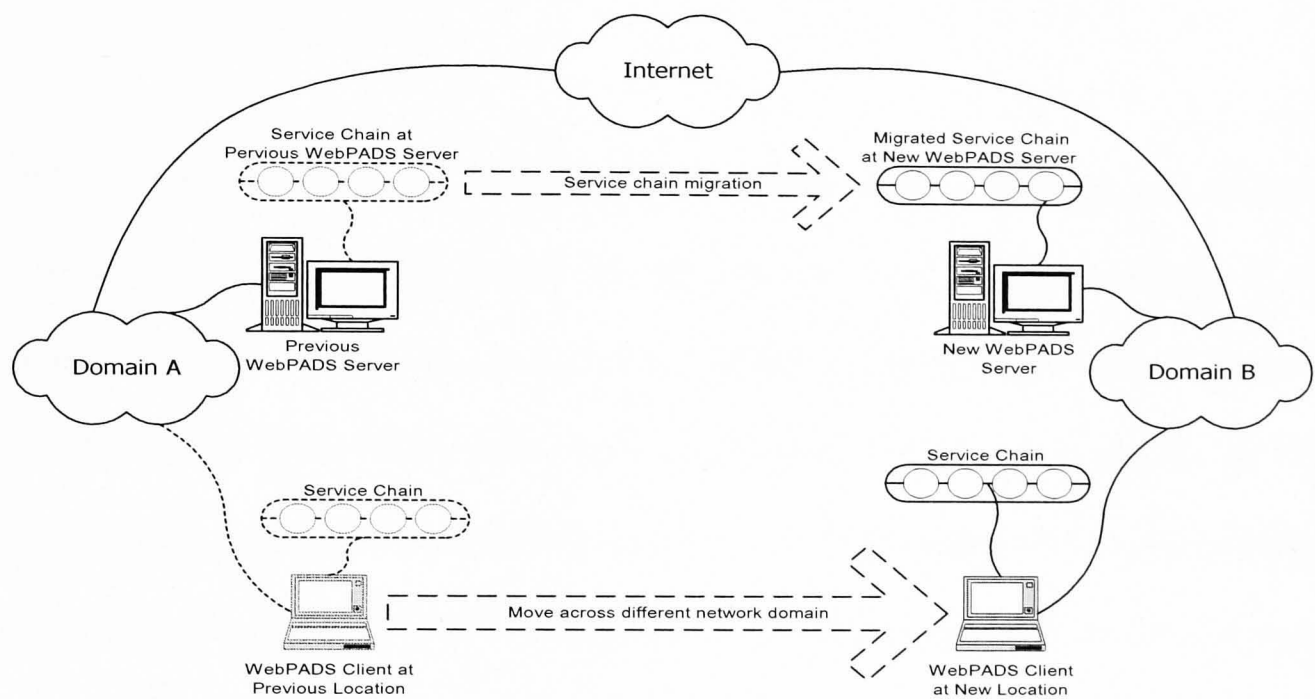 Internet
Service Chain at
Pervious WebPADS Server
Migrated Service Chain
at New WebPADS Server
Service chain migration
Previous
WebPADS Server
New WebPADS
Server
Domain A
Domain B
Service Chain
Service Chain
Move across different network domain
WebPADS Client at
Previous Location
WebPADS Client
at New Location